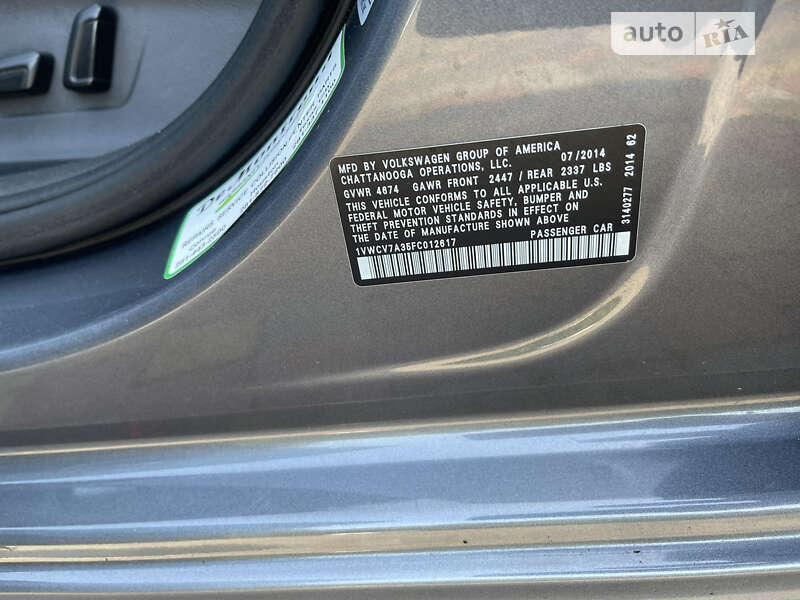 auto RIA
MFD BY VOLKSWAGEN GROUP OF AMERICA 07/2014
CHATTANOOGA OPERATIONS, LLC.
GVWR 4674 GAWR FRONT 2447 / REAR 2337 LBS
THIS VEHICLE CONFORMS TO ALL APPLICABLE U.S.
FEDERAL MOTOR VEHICLE SAFETY, BUMPER AND
THEFT PREVENTION STANDARDS IN EFFECT ON
THE DATE OF MANUFACTURE SHOWN ABOVE
1VWCV7A35FC012617 PASSENGER CAR
3140277 2014 62
REPAIRS, SERVICE